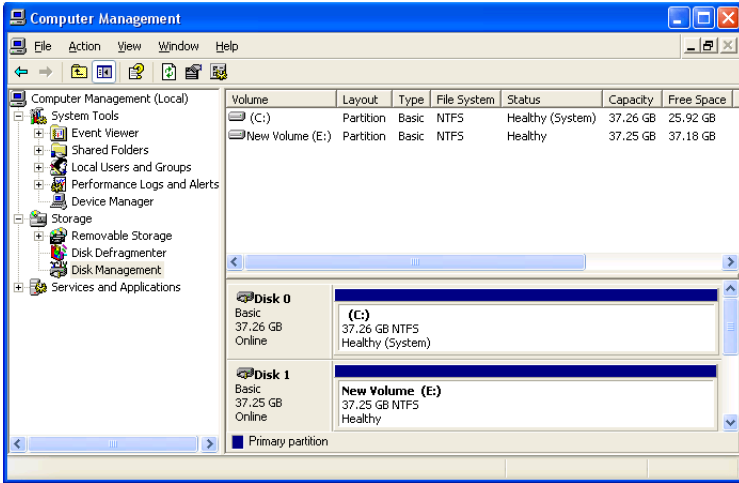 Computer Management
File Action View Window Help
Computer Management (Local)
System Tools
Event Viewer
Shared Folders
Local Users and Groups
Performance Logs and Alerts
Device Manager
Storage
Removable Storage
Disk Defragmenter
Disk Management
Services and Applications
Volume Layout Type File System Status Capacity Free Space
(C:) Partition Basic NTFS Healthy (System) 37.26 GB 25.92 GB
New Volume (E:) Partition Basic NTFS Healthy 37.25 GB 37.18 GB
Disk 0
Basic
37.26 GB
Online
(C:)
37.26 GB NTFS
Healthy (System)
Disk 1
Basic
37.25 GB
Online
New Volume (E:)
37.25 GB NTFS
Healthy
Primary partition